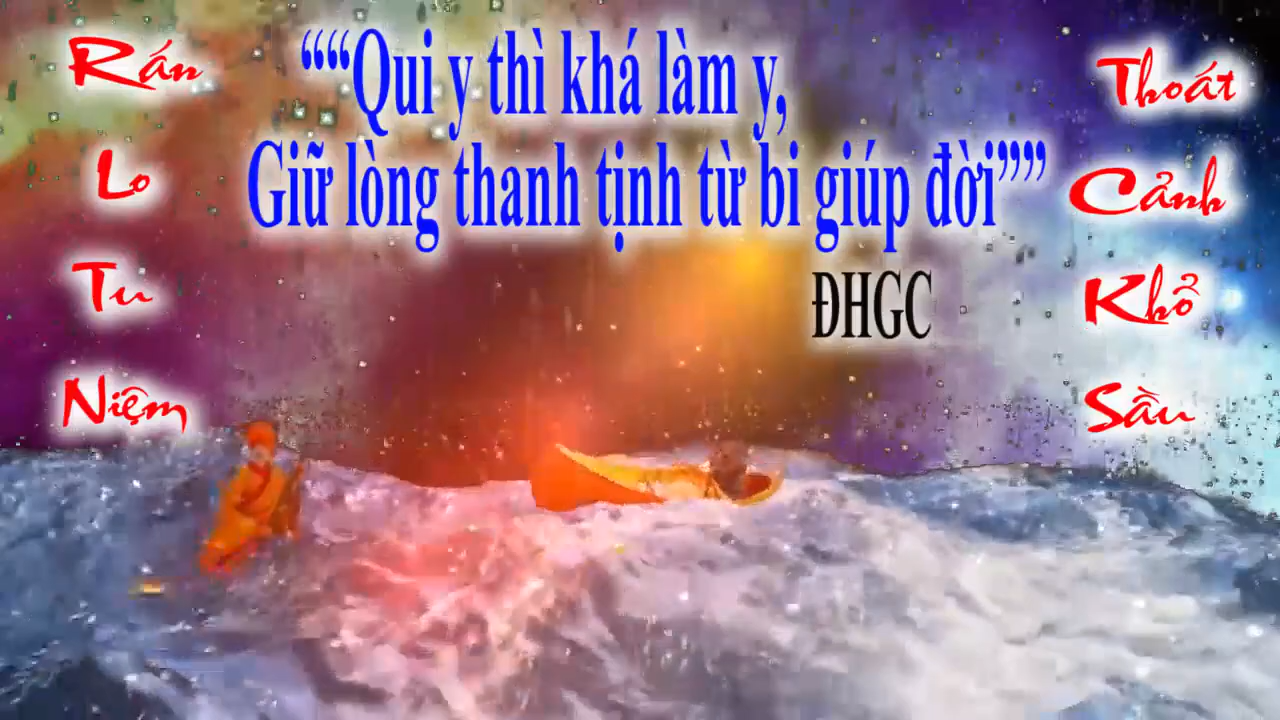 Rán
Lo
Tu
Niệm
““Qui y thì khá làm y,
Giữ lòng thanh tịnh từ bi giúp đời””
ĐHGC
Thoát
Cảnh
Khổ
Sầu